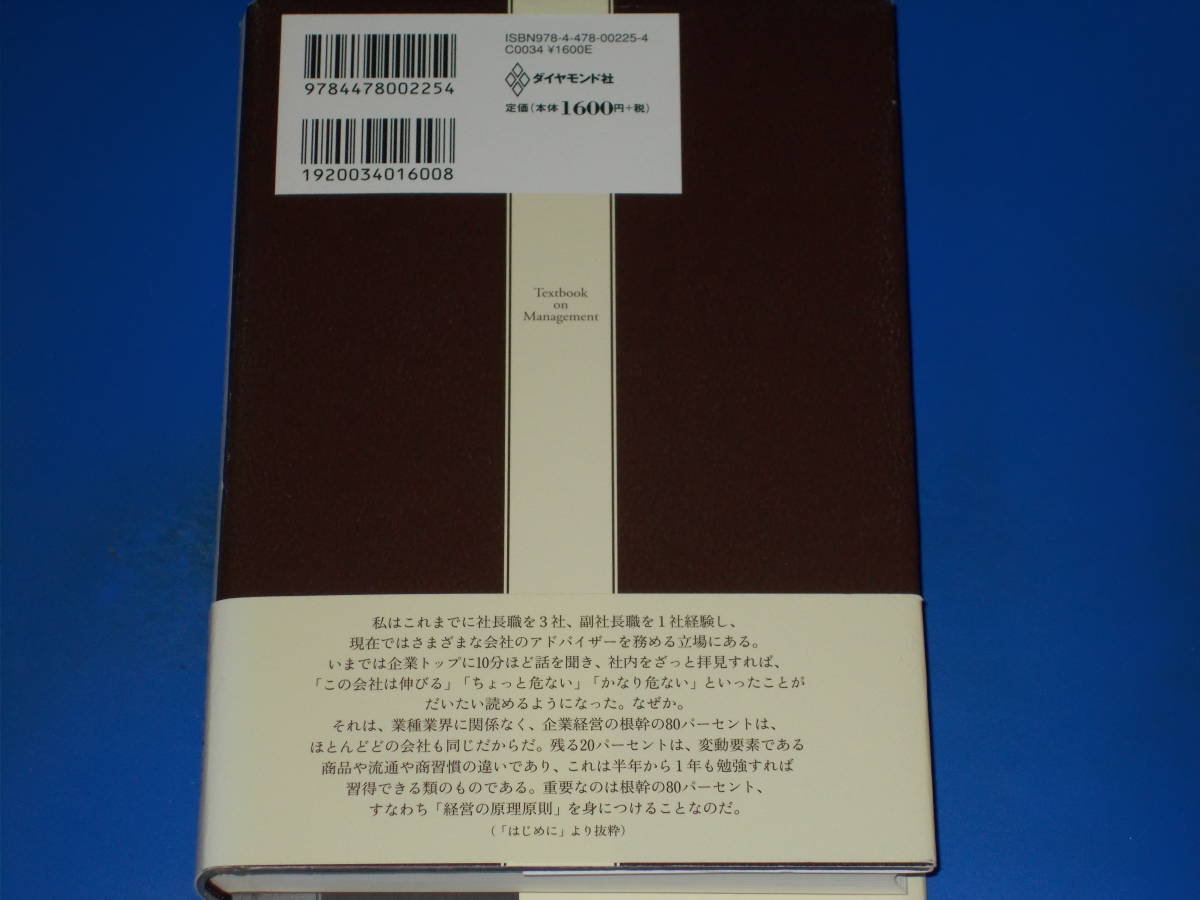 ISBN978-4-478-00225-4
C0034 ¥1600E
ダイヤモンド社
定価(本体1600円+税)
9784478002254
1920034016008
Textbook
on
Management
私はこれまでに社長職を3社、副社長職を1社経験し、
現在ではさまざまな会社のアドバイザーを務める立場にある。
いまでは企業トップに10分ほど話を聞き、社内をざっと拝見すれば、
「この会社は伸びる」「ちょっと危ない」「かなり危ない」といったことが
だいたい読めるようになった。なぜか。
それは、業種業界に関係なく、企業経営の根幹の80パーセントは、
ほとんどどの会社も同じだからだ。残る20パーセントは、変動要素である
商品や流通や商習慣の違いであり、これは半年から1年も勉強すれば
習得できる類のものである。重要なのは根幹の80パーセント、
すなわち「経営の原理原則」を身につけることなのだ。
(「はじめに」より抜粋)